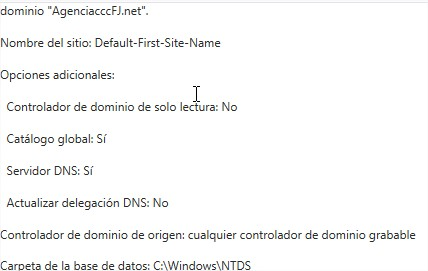 dominio "AgenciacccFJ.net".
Nombre del sitio: Default-First-Site-Name
Opciones adicionales:
Controlador de dominio de solo lectura: No
Catálogo global: Sí
Servidor DNS: Sí
Actualizar delegación DNS: No
Controlador de dominio de origen: cualquier controlador de dominio grabable
Carpeta de la base de datos: C:\Windows\NTDS